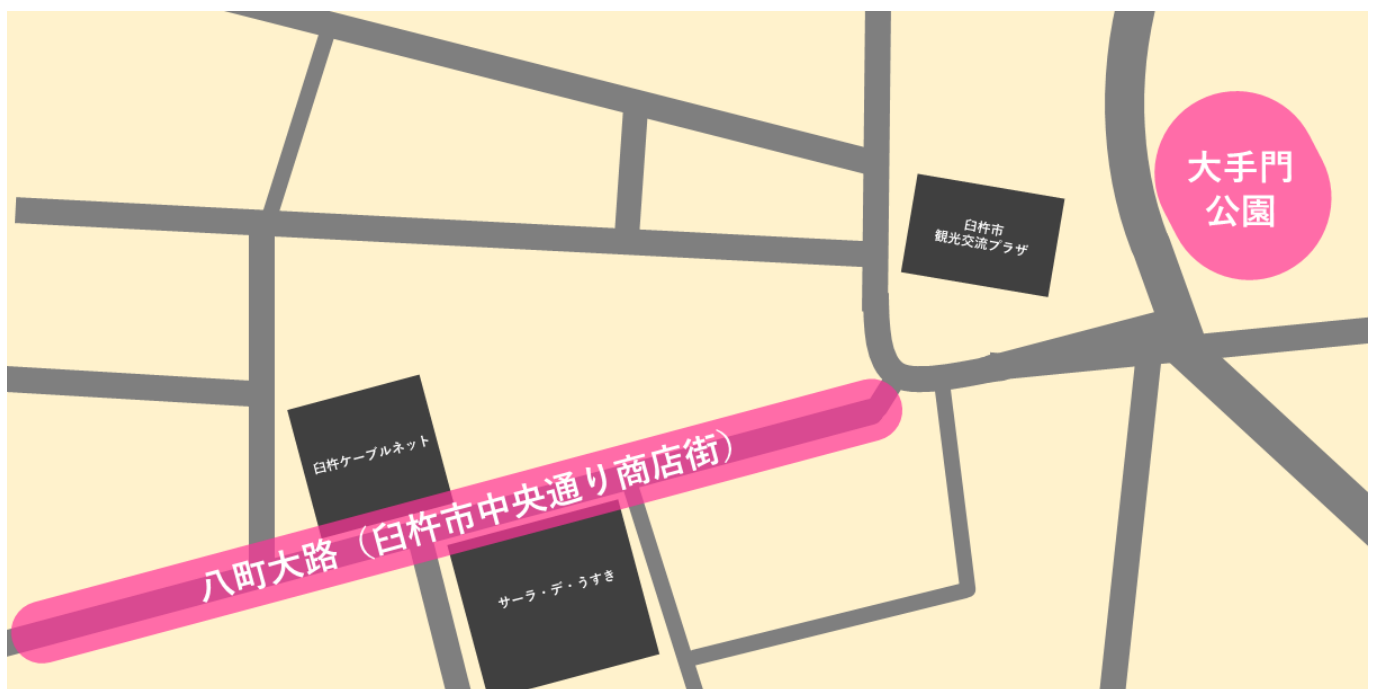 大手門
公園
臼杵市
観光交流プラザ
臼杵ケーブルネット
八町大路（臼杵市中央通り商店街）
サーラ・デ・うすき